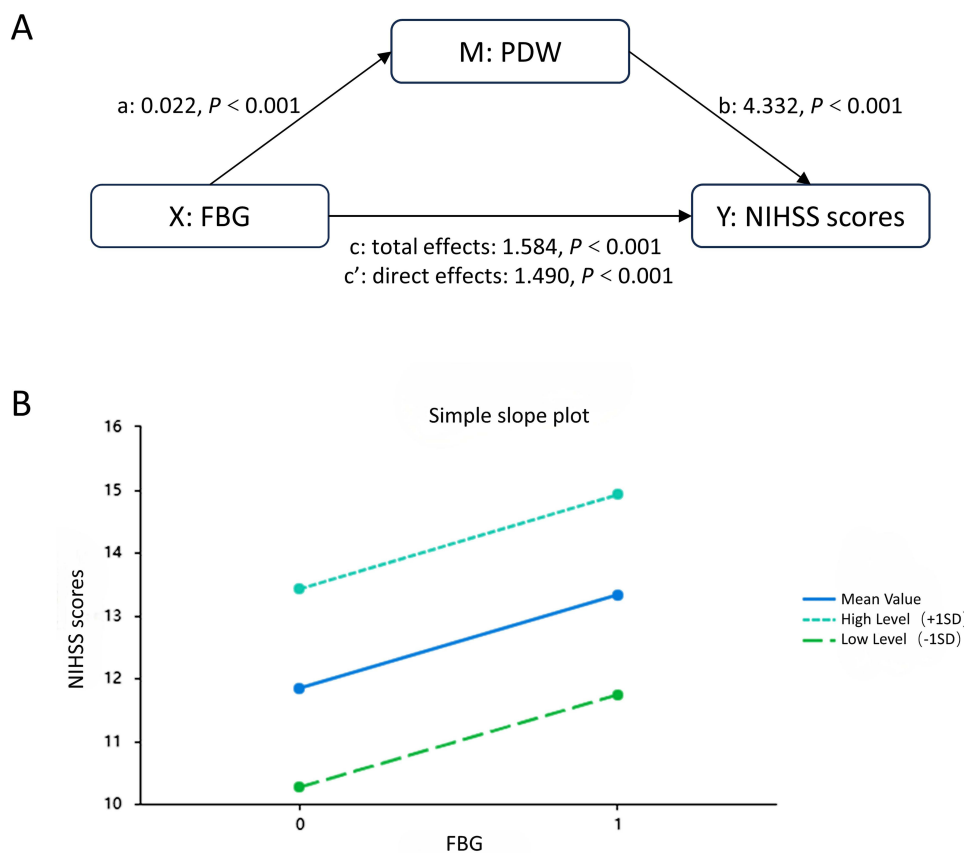 A
M: PDW
a: 0.022, P < 0.001
b: 4.332, P < 0.001
X: FBG
Y: NIHSS scores
c: total effects: 1.584, P < 0.001
c’: direct effects: 1.490, P < 0.001
B
Simple slope plot
16
15
14
13
12
11
10
NIHSS scores
0
1
FBG
Mean Value
High Level （+1SD）
Low Level （-1SD）